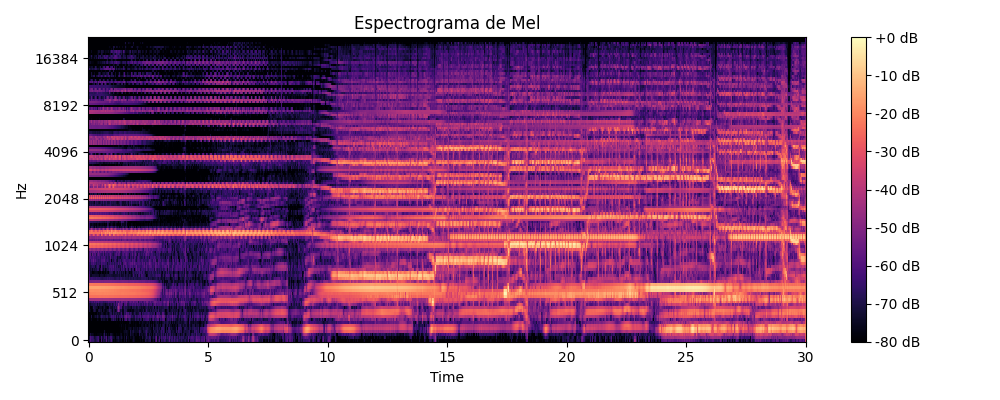 Espectrograma de Mel
Hz
16384
8192
4096
2048
1024
512
0
0 5 10 15 20 25 30
Time
+0 dB
-10 dB
-20 dB
-30 dB
-40 dB
-50 dB
-60 dB
-70 dB
-80 dB